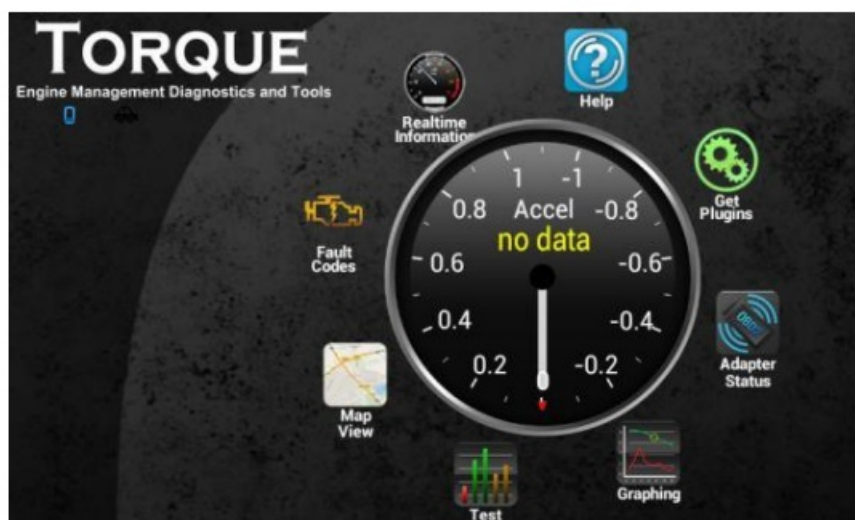 TORQUE
Engine Management Diagnostics and Tools
Realtime
Information
Help
Get
Plugins
Fault
Codes
Accel
no data
1
-1
0.8
-0.8
0.6
-0.6
0.4
-0.4
0.2
-0.2
OBD2
Adapter
Status
Map
View
Graphing
Test